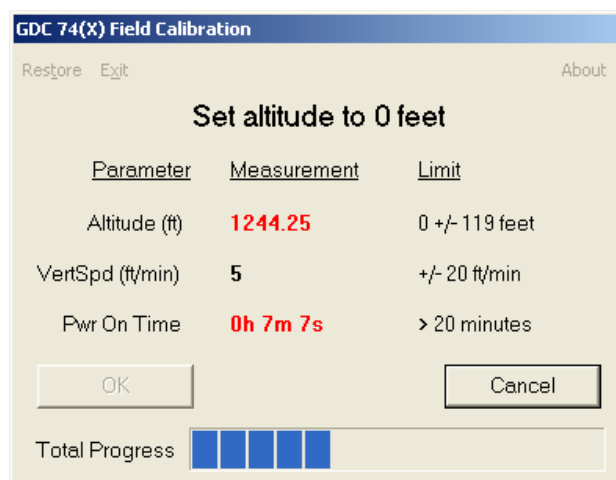 GDC 74(X) Field Calibration
Restore Exit About
Set altitude to 0 feet
Parameter Measurement Limit
Altitude (ft) 1244.25 0 +/- 119 feet
VertSpd (ft/min) 5 +/- 20 ft/min
Pwr On Time 0h 7m 7s > 20 minutes
OK Cancel
Total Progress